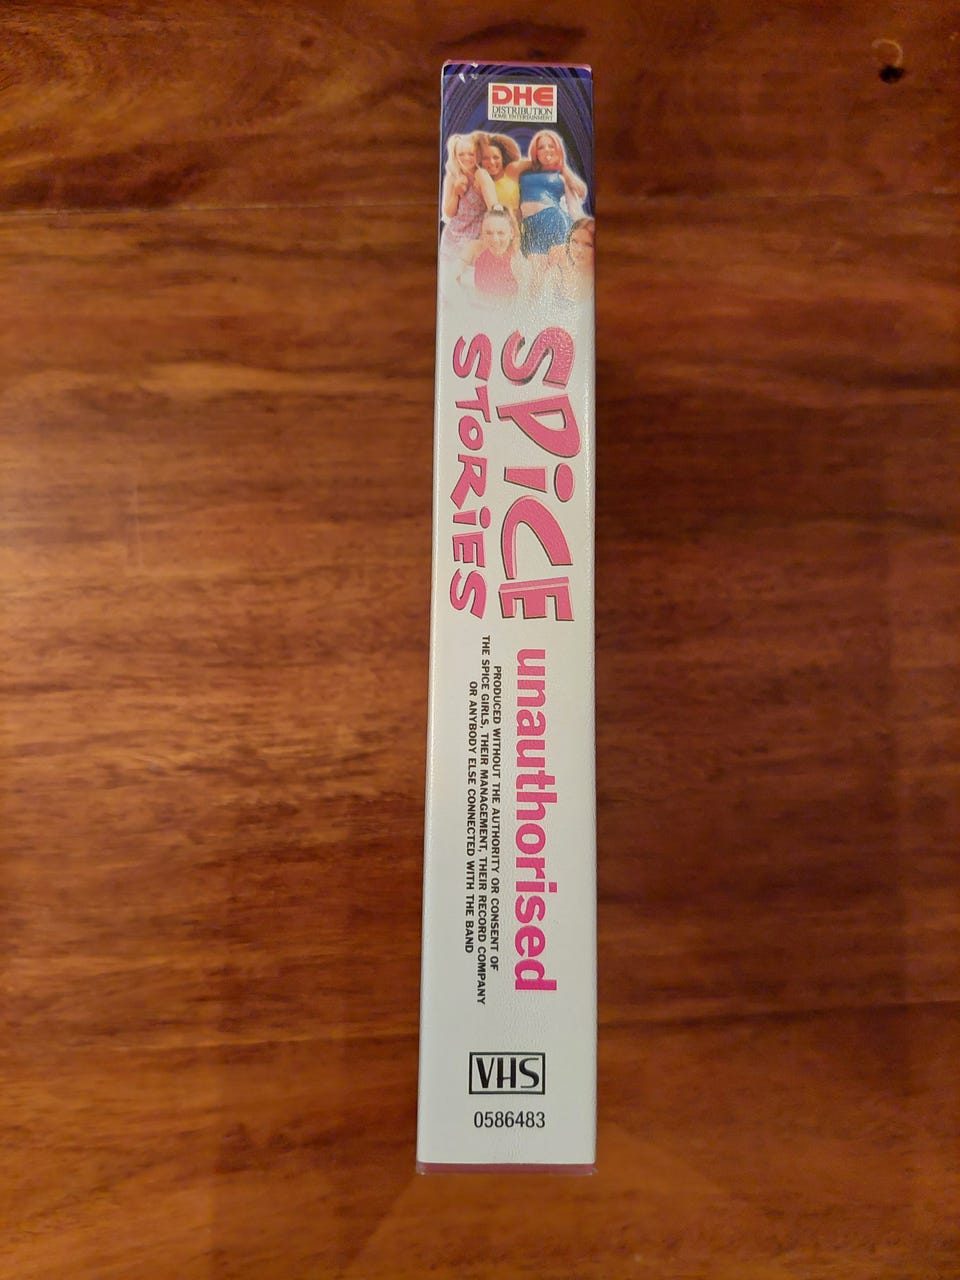 DHE
DISTRIBUTION
HOME ENTERTAINMENT
SPiCE
STORiES
unauthorised
PRODUCED WITHOUT THE AUTHORITY OR CONSENT OF
THE SPICE GIRLS, THEIR MANAGEMENT, THEIR RECORD COMPANY
OR ANYBODY ELSE CONNECTED WITH THE BAND
VHS
0586483